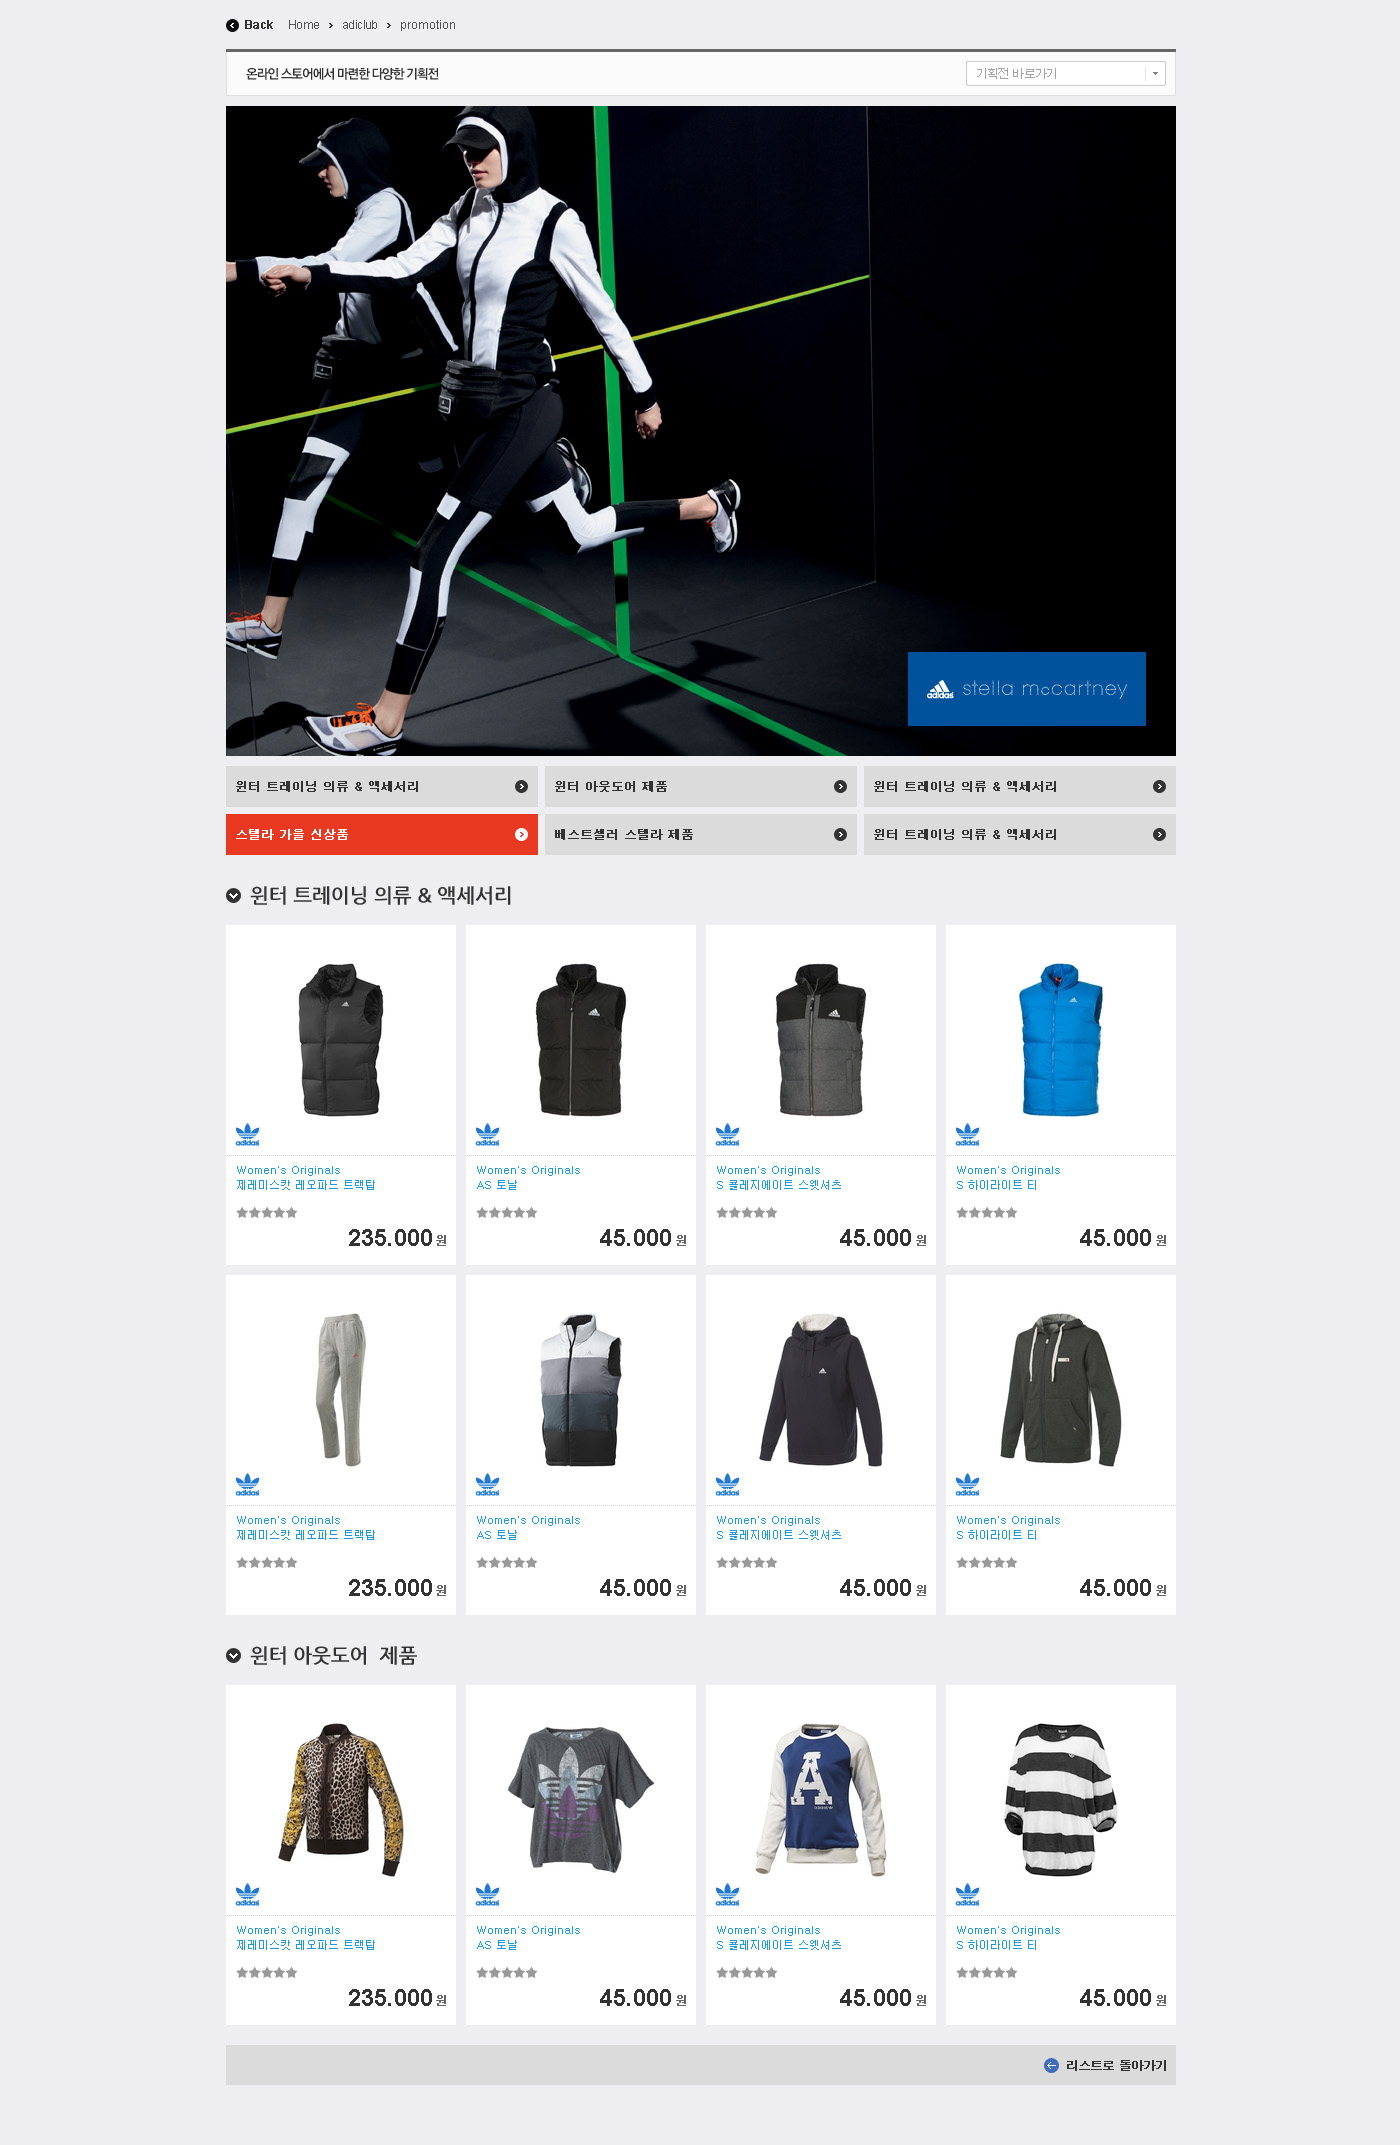 Back Home > adiclub > promotion
온라인 스토어에서 마련한 다양한 기획전
기획전 바로가기
adidas stella mccartney
윈터 트레이닝 의류 & 액세서리
윈터 아웃도어 제품
윈터 트레이닝 의류 & 액세서리
스텔라 가을 신상품
베스트셀러 스텔라 제품
윈터 트레이닝 의류 & 액세서리
윈터 트레이닝 의류 & 액세서리
adidas
adidas
adidas
adidas
Women's Originals
제레미스캇 레오파드 트랙탑
235.000 원
Women's Originals
AS 토날
45.000 원
Women's Originals
S 콜레지에이트 스웻셔츠
45.000 원
Women's Originals
S 하이라이트 티
45.000 원
adidas
adidas
adidas
adidas
Women's Originals
제레미스캇 레오파드 트랙탑
235.000 원
Women's Originals
AS 토날
45.000 원
Women's Originals
S 콜레지에이트 스웻셔츠
45.000 원
Women's Originals
S 하이라이트 티
45.000 원
윈터 아웃도어 제품
A
adidas
adidas
adidas
adidas
Women's Originals
제레미스캇 레오파드 트랙탑
235.000 원
Women's Originals
AS 토날
45.000 원
Women's Originals
S 콜레지에이트 스웻셔츠
45.000 원
Women's Originals
S 하이라이트 티
45.000 원
리스트로 돌아가기